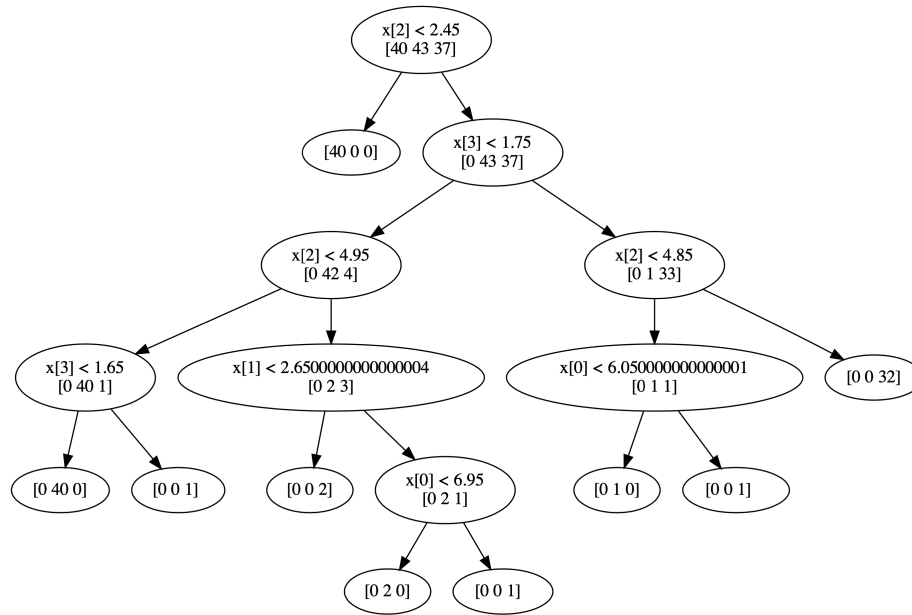 x[2] < 2.45
[40 43 37]
[40 0 0]
x[3] < 1.75
[0 43 37]
x[2] < 4.95
[0 42 4]
x[2] < 4.85
[0 1 33]
x[3] < 1.65
[0 40 1]
x[1] < 2.6500000000000004
[0 2 3]
x[0] < 6.050000000000001
[0 1 1]
[0 0 32]
[0 40 0]
[0 0 1]
[0 0 2]
x[0] < 6.95
[0 2 1]
[0 1 0]
[0 0 1]
[0 2 0]
[0 0 1]